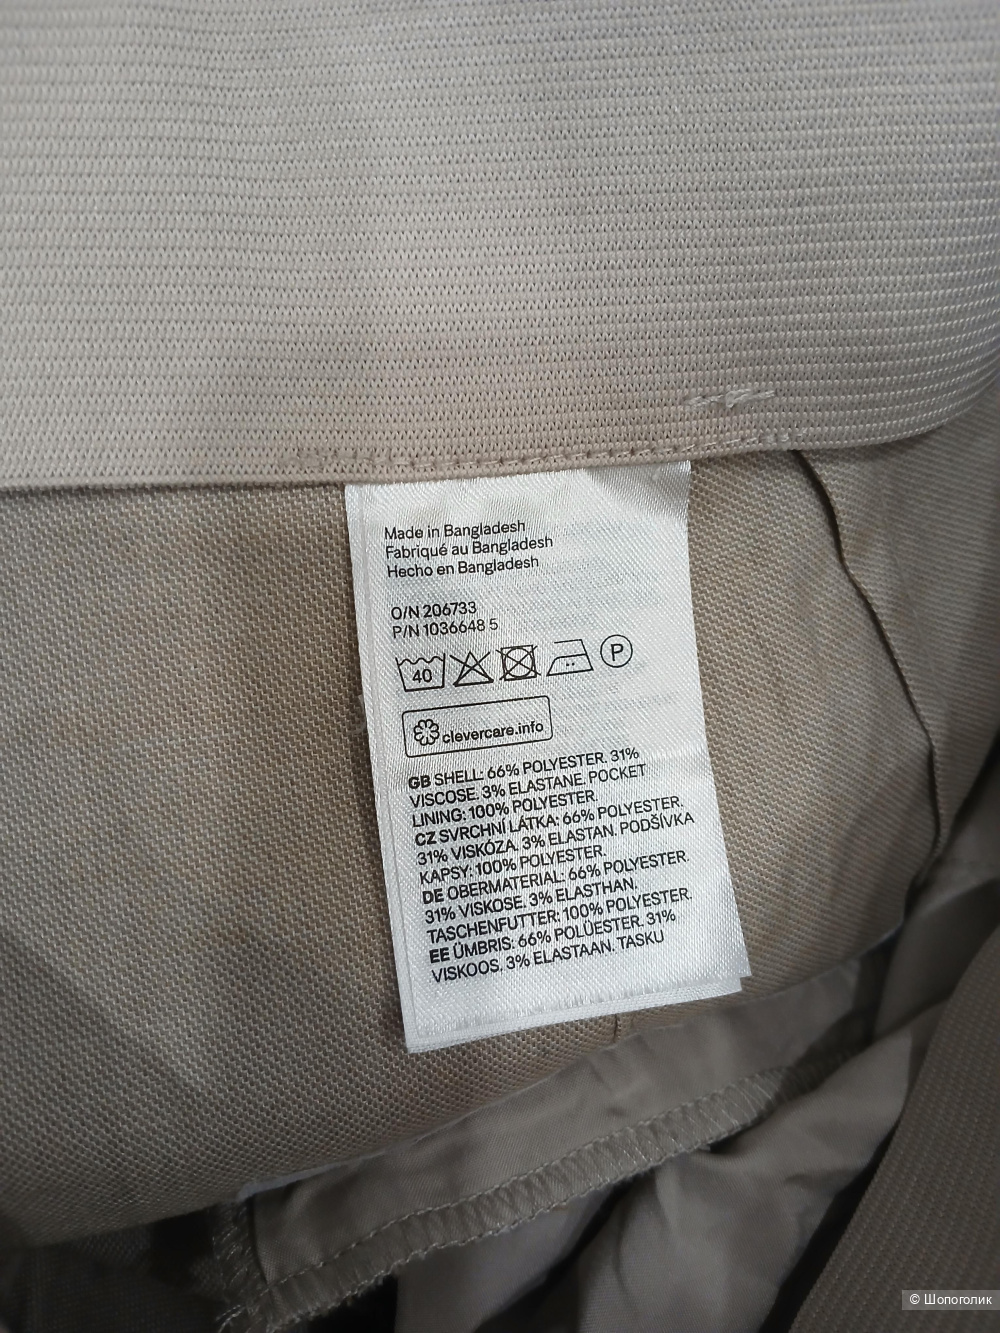 Made in Bangladesh
Fabriqué au Bangladesh
Hecho en Bangladesh
O/N 206733
P/N 1036648 5
40 P
clevercare.info
GB SHELL: 66% POLYESTER. 31%
VISCOSE. 3% ELASTANE. POCKET
LINING: 100% POLYESTER.
CZ SVRCHNÍ LÁTKA: 66% POLYESTER.
31% VISKÓZA. 3% ELASTAN. PODŠÍVKA
KAPSY: 100% POLYESTER.
DE OBERMATERIAL: 66% POLYESTER.
31% VISKOSE. 3% ELASTHAN.
TASCHENFUTTER: 100% POLYESTER.
EE ÜMBRIS: 66% POLÜESTER. 31%
VISKOOS. 3% ELASTAAN. TASKU
© Шопоголик